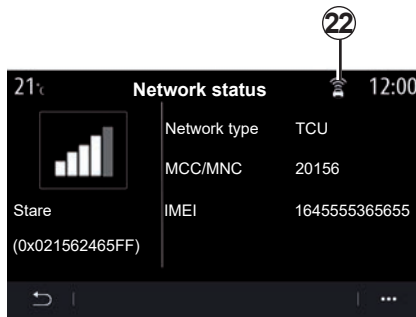 22
21°c Network status 12:00
Network type TCU
MCC/MNC 20156
Stare IMEI 1645555365655
(0x021562465FF)